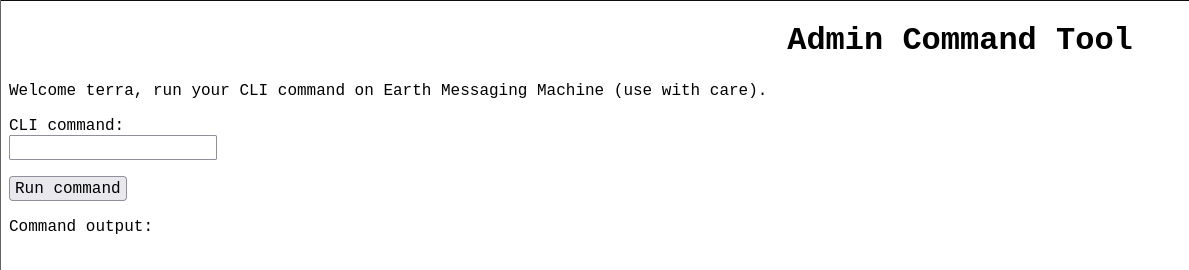 Admin Command Tool
Welcome terra, run your CLI command on Earth Messaging Machine (use with care).
CLI command:
Run command
Command output: